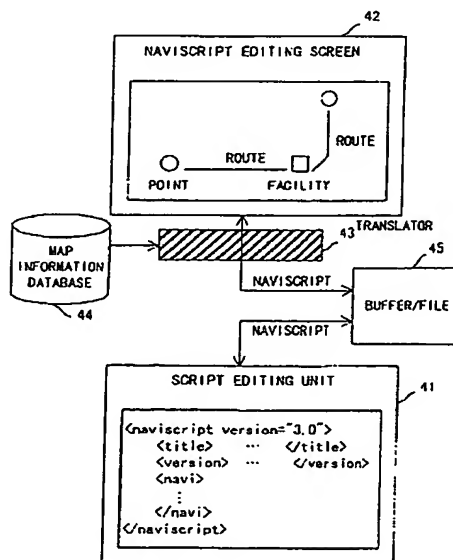 42
NAVISCRIPT EDITING SCREEN
ROUTE
ROUTE
POINT
FACILITY
43
TRANSLATOR
MAP
INFORMATION
DATABASE
44
45
NAVISCRIPT
BUFFER/FILE
NAVISCRIPT
SCRIPT EDITING UNIT
41
<naviscript version="3.0">
<title> ... </title>
<version> ... </version>
<navi>
⋮
</navi>
</naviscript>